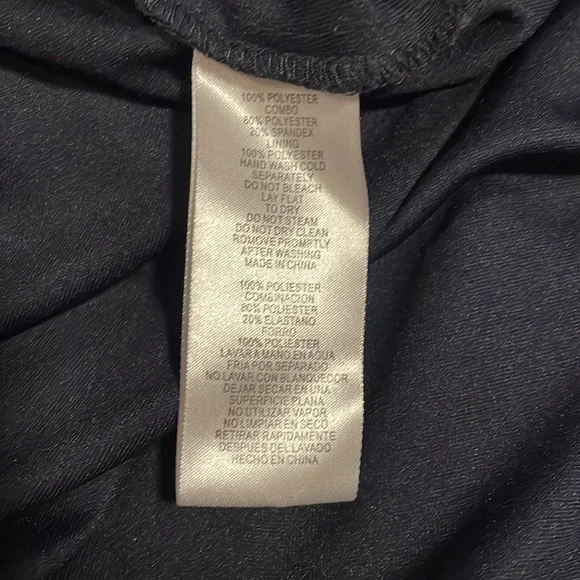 100% POLYESTER
COMBO
80% POLYESTER
20% SPANDEX
LINING
100% POLYESTER
HAND WASH COLD
SEPARATELY
DO NOT BLEACH
LAY FLAT
TO DRY
DO NOT STEAM
DO NOT DRY CLEAN
ROMOVE PROMPTLY
AFTER WASHING
MADE IN CHINA
100% POLIESTER
COMBINACION
80% POLIESTER
20% ELASTANO
FORRO
100% POLIESTER
LAVAR A MANO EN AGUA
FRIA POR SEPARADO
NO LAVAR CON BLANQUEDOR
DEJAR SECAR EN UNA
SUPERFICIE PLANA
NO UTILIZAR VAPOR
NO LIMPIAR EN SECO
RETIRAR RAPIDAMENTE
DESPUES DEL LAVADO
HECHO EN CHINA